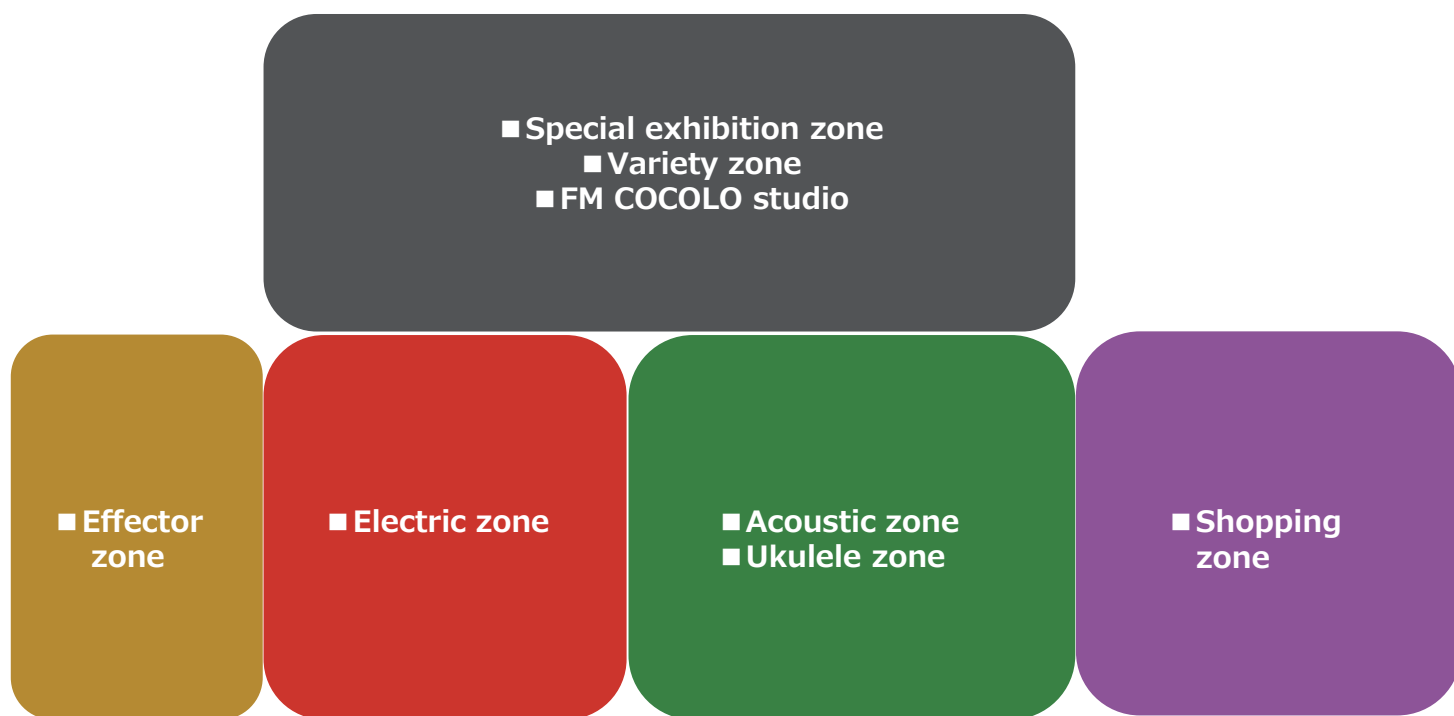 ■Special exhibition zone
■Variety zone
■FM COCOLO studio
■Effector
zone
■Electric zone
■Acoustic zone
■Ukulele zone
■Shopping
zone